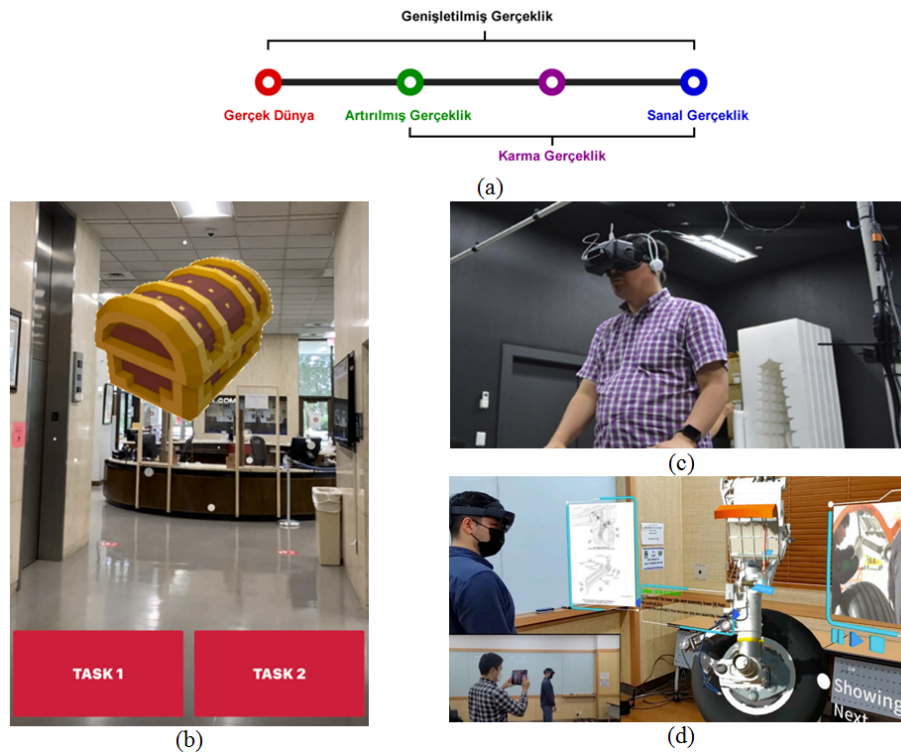 Genişletilmiş Gerçeklik
Gerçek Dünya
Artırılmış Gerçeklik
Sanal Gerçeklik
Karma Gerçeklik
(a)
TASK 1
TASK 2
(b)
(c)
Showing
Next
(d)